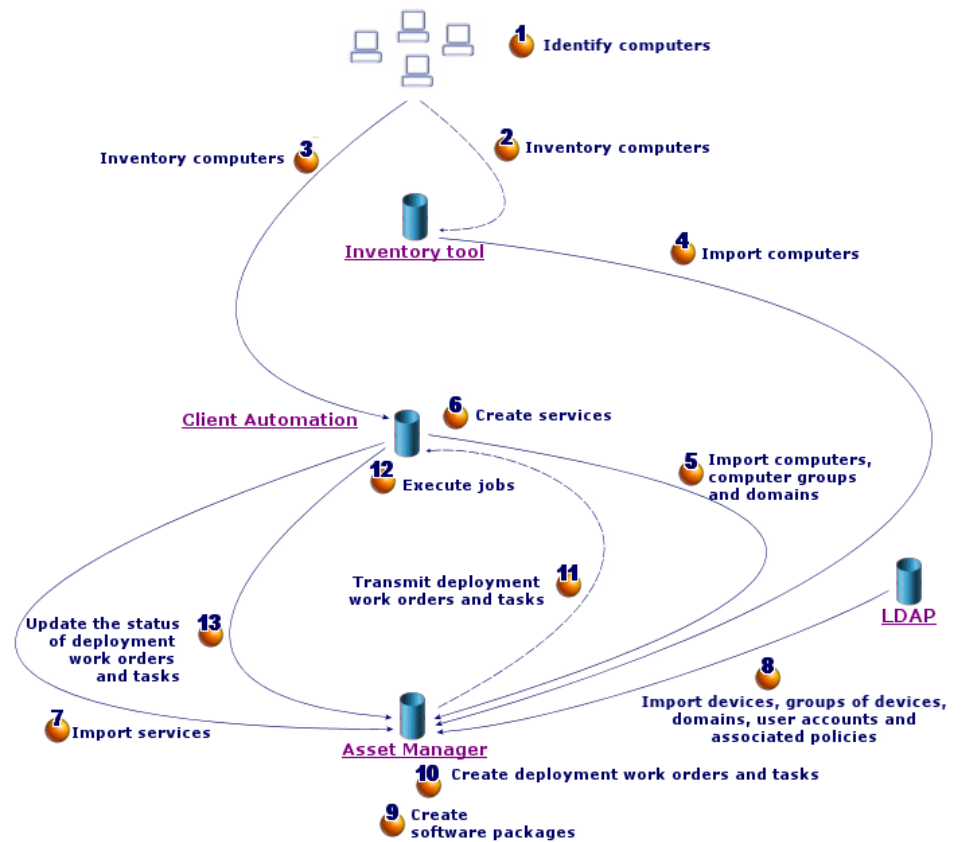 1
Identify computers
2
Inventory computers
3
Inventory computers
Inventory tool
4
Import computers
Client Automation
6
Create services
5
Import computers,
computer groups
and domains
12
Execute jobs
11
Transmit deployment
work orders and tasks
LDAP
13
Update the status
of deployment
work orders
and tasks
8
Import devices, groups of devices,
domains, user accounts and
associated policies
7
Import services
Asset Manager
10
Create deployment work orders and tasks
9
Create
software packages